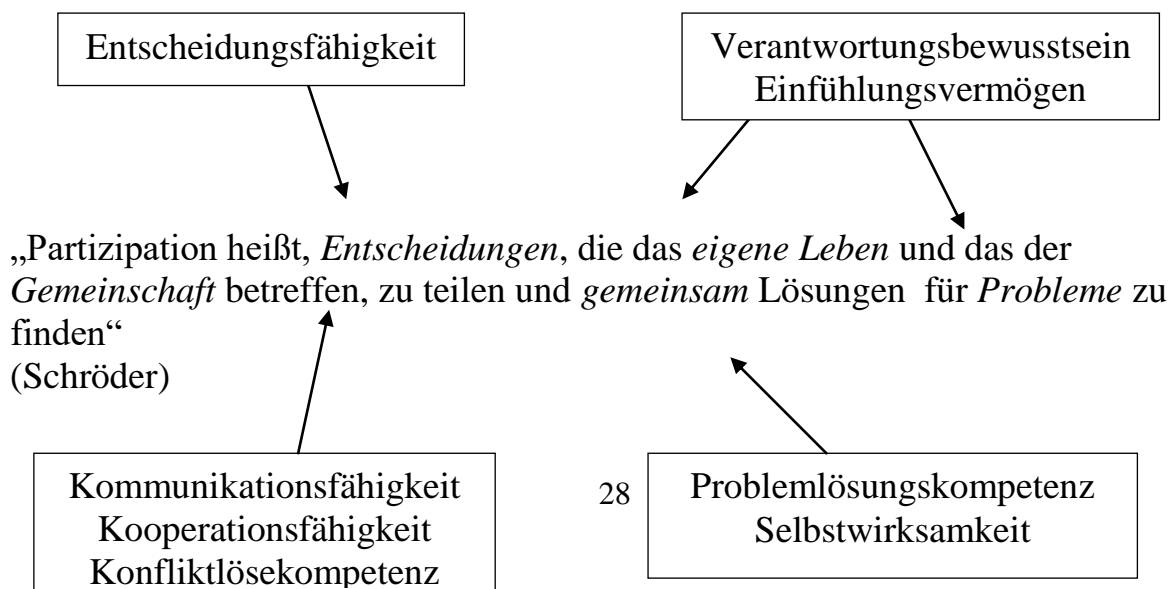 Entscheidungsfähigkeit
Verantwortungsbewusstsein
Einfühlungsvermögen
„Partizipation heißt, Entscheidungen, die das eigene Leben und das der
Gemeinschaft betreffen, zu teilen und gemeinsam Lösungen  für Probleme zu
finden“
(Schröder)
Kommunikationsfähigkeit
Kooperationsfähigkeit
Konfliktlösekompetenz
28
Problemlösungskompetenz
Selbstwirksamkeit